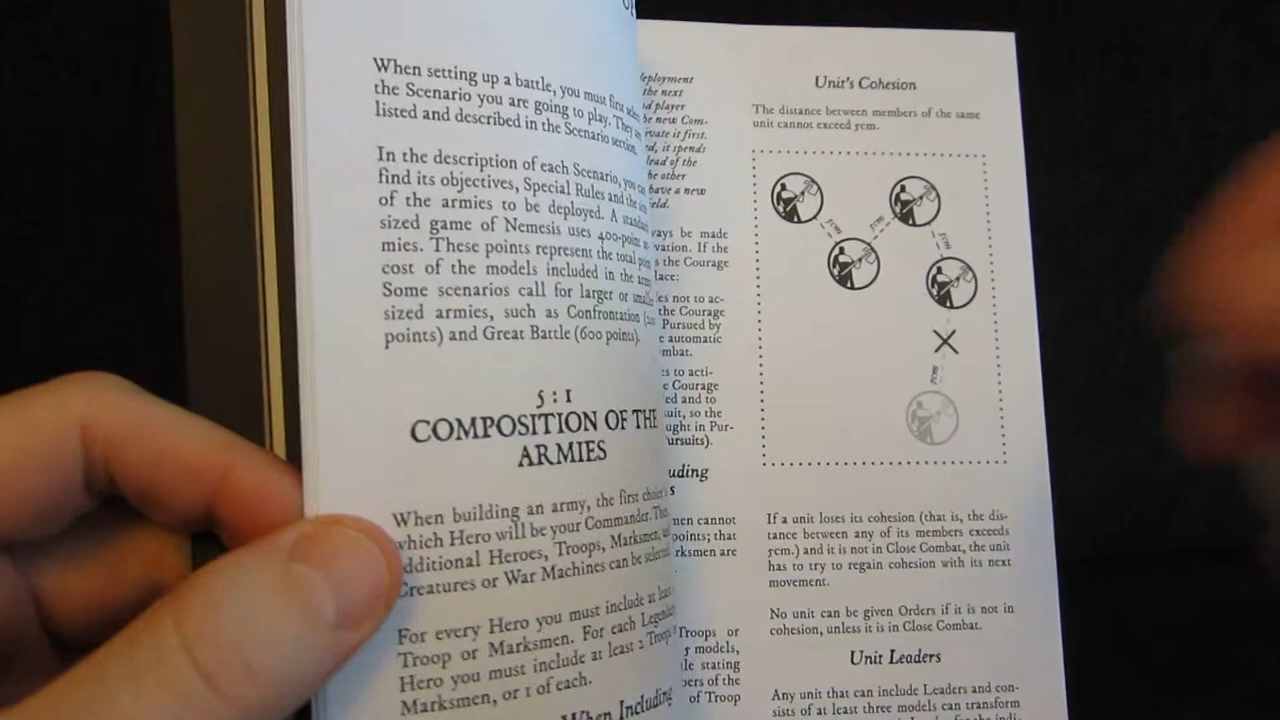 When setting up a battle, you must first select
the Scenario you are going to play. They
listed and described in the Scenario section.
In the description of each Scenario, you can
find its objectives, Special Rules and the
of the armies to be deployed. A standard
sized game of Nemesis uses 400-point
mies. These points represent the total
cost of the models included in the army
Some scenarios call for larger or
sized armies, such as Confrontation
points) and Great Battle (600 points).
5 : 1
COMPOSITION OF THE
ARMIES
When building an army, the first choice
which Hero will be your Commander.
dditional Heroes, Troops, Marksmen,
Creatures or War Machines can be
For every Hero you must include at least
Troop or Marksmen. For each Legendary
Hero you must include at least 2 Troops
Marksmen, or 1 of each.
When Including
eployment
the next
player
be new Com-
vate it first.
it spends
lead of the
other
have a new
ield.
ays be made
vation. If the
s the Courage
lace:
es not to ac-
the Courage
Pursued by
automatic
mbat.
to acti-
Courage
ed and to
suit, so the
ught in Pur-
ursuits).
uding
s
men cannot
points; that
rksmen are
Troops or
models,
le stating
bers of the
of Troop
Unit's Cohesion
The distance between members of the same
unit cannot exceed 5cm.
5cm
5cm
5cm
7cm
If a unit loses its cohesion (that is, the dis-
tance between any of its members exceeds
5cm.) and it is not in Close Combat, the unit
has to try to regain cohesion with its next
movement.
No unit can be given Orders if it is not in
cohesion, unless it is in Close Combat.
Unit Leaders
Any unit that can include Leaders and con-
sists of at least three models can transform